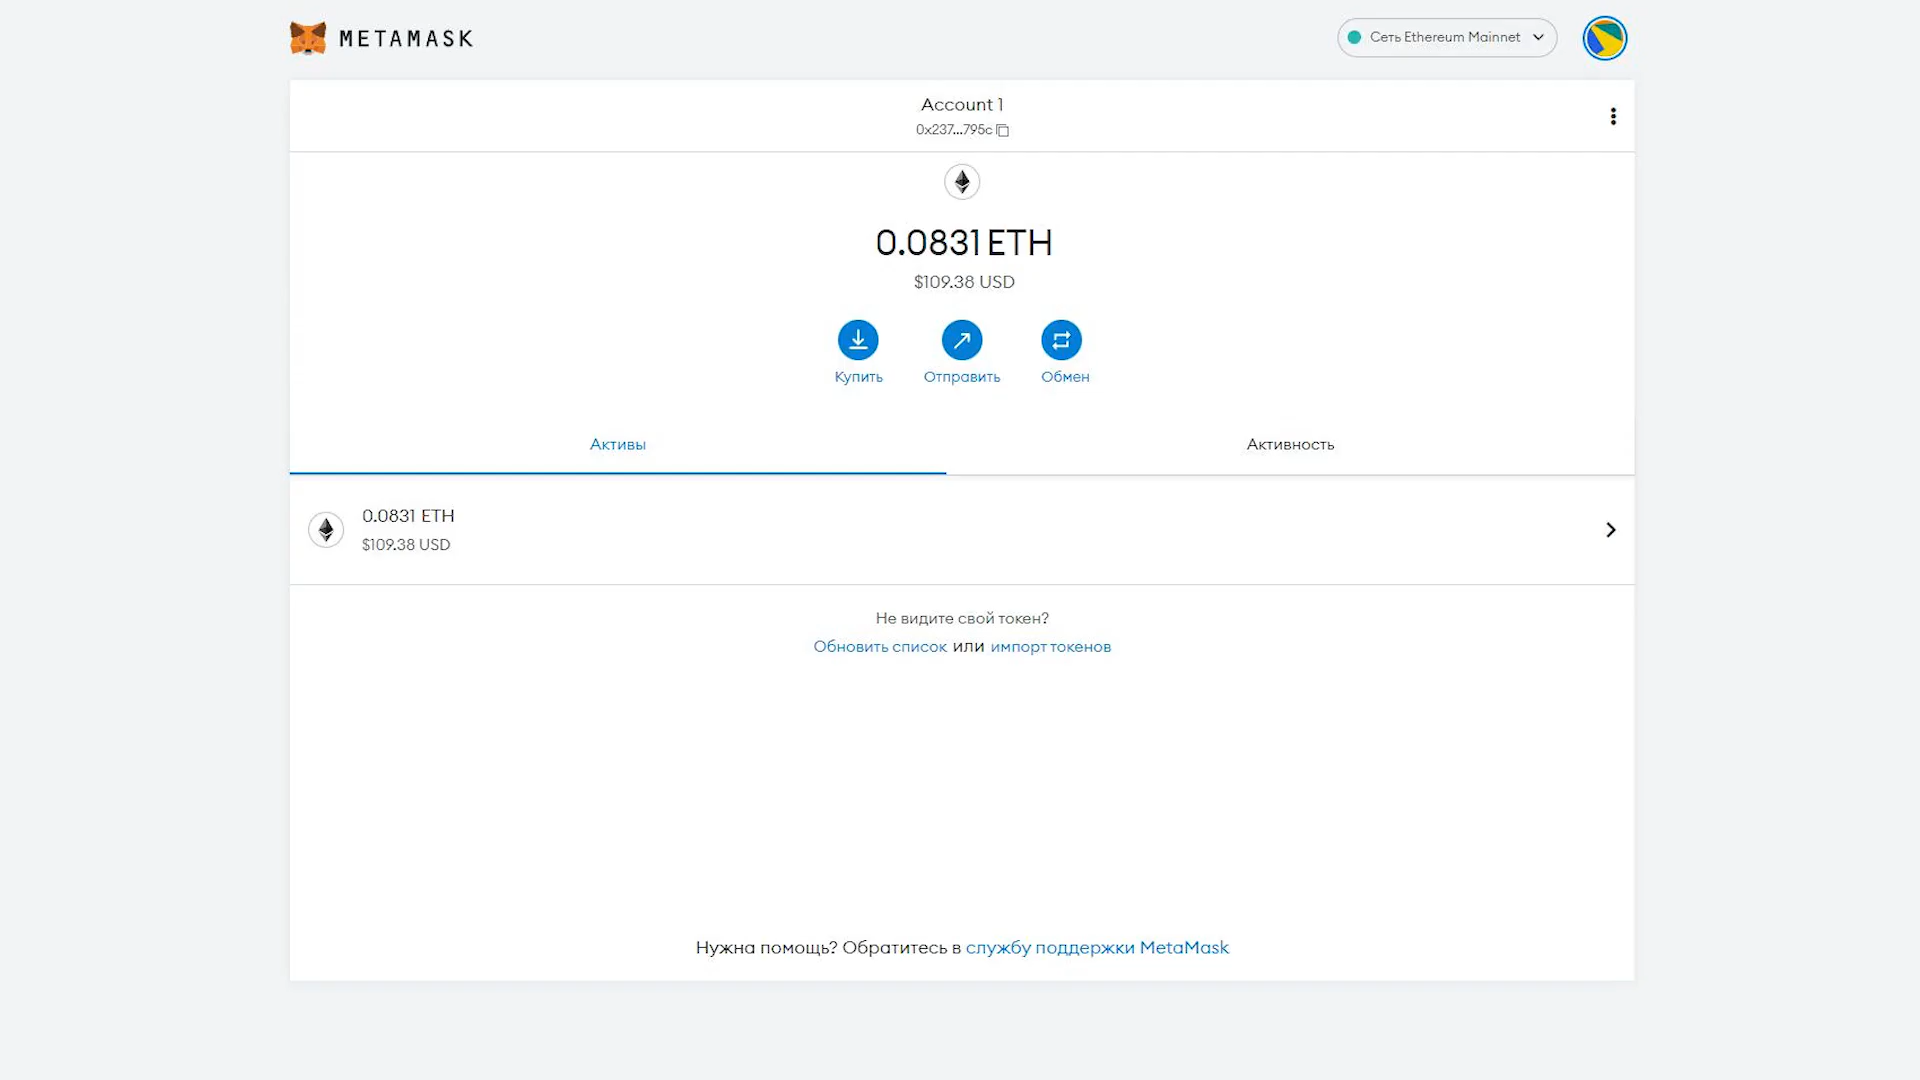 METAMASK
Сеть Ethereum Mainnet
Account 1
0x237...795c
0.0831 ETH
$109.38 USD
Купить
Отправить
Обмен
Активы
Активность
0.0831 ETH
$109.38 USD
Не видите свой токен?
Обновить список или импорт токенов
Нужна помощь? Обратитесь в службу поддержки MetaMask